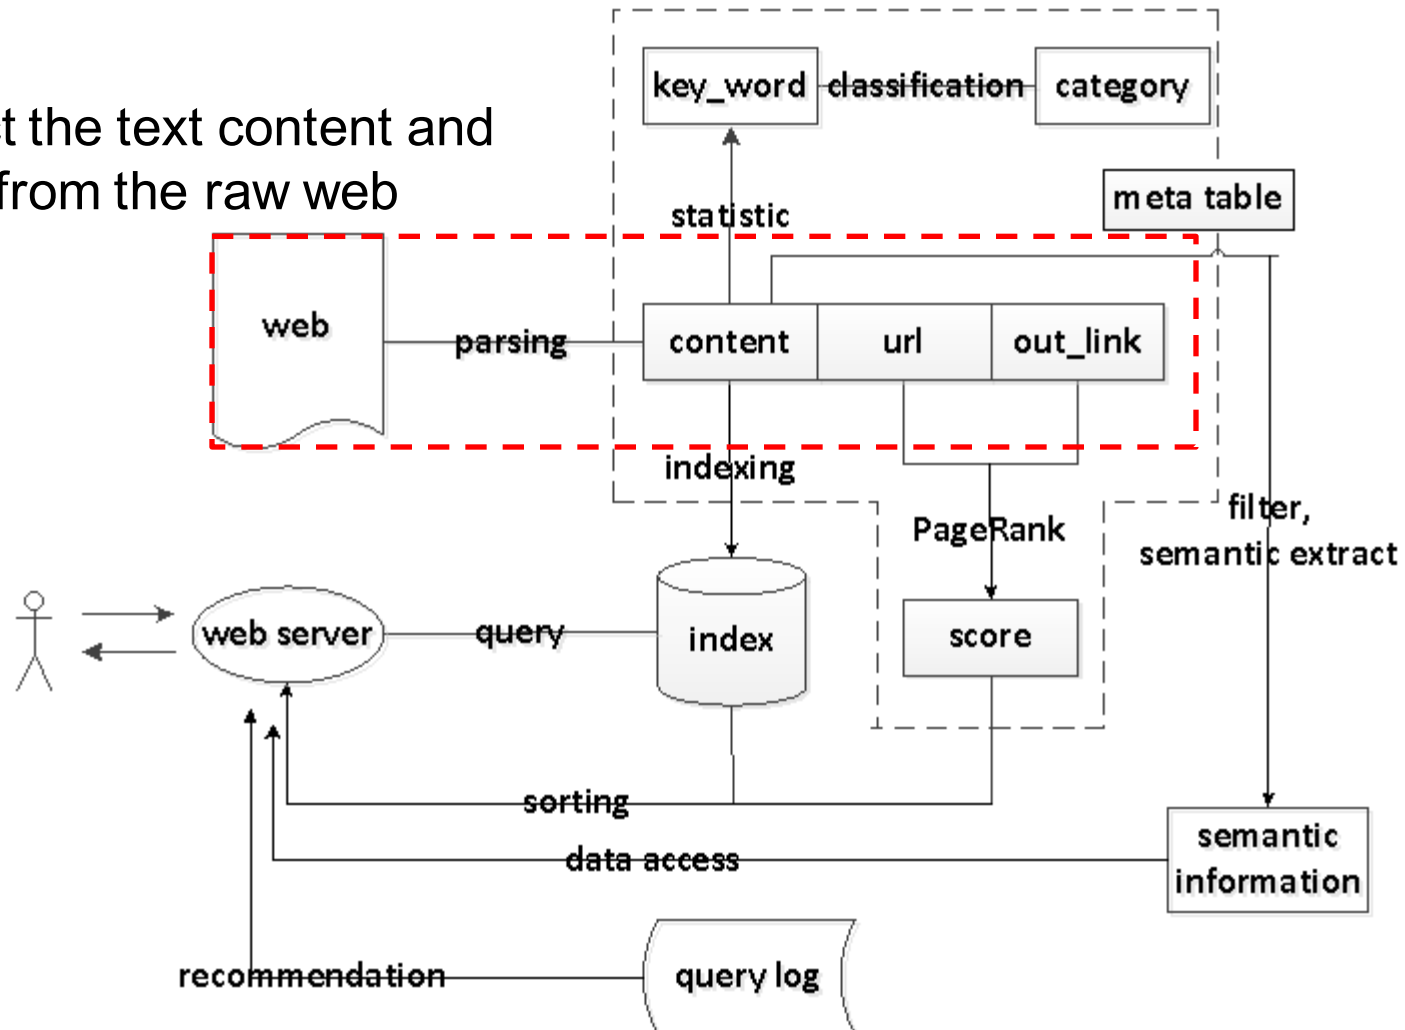 key_word
classification
category
t the text content and
from the raw web
meta table
statistic
web
parsing
content
url
out_link
indexing
PageRank
filter,
semantic extract
web server
query
index
score
sorting
semantic
information
data access
recommendation
query log